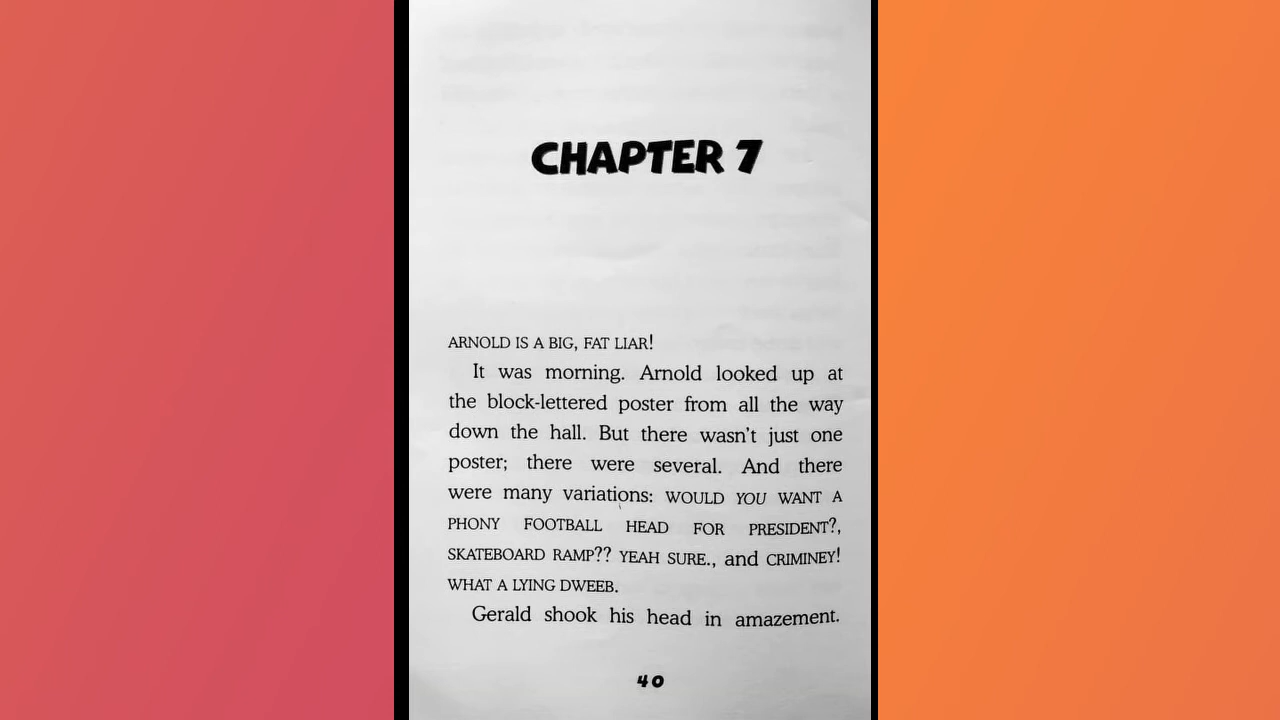 CHAPTER 7
ARNOLD IS A BIG, FAT LIAR!
It was morning. Arnold looked up at
the block-lettered poster from all the way
down the hall. But there wasn't just one
poster; there were several. And there
were many variations: WOULD YOU WANT A
PHONY FOOTBALL HEAD FOR PRESIDENT?,
SKATEBOARD RAMP?? YEAH SURE., and CRIMINEY!
WHAT A LYING DWEEB.
Gerald shook his head in amazement.
40